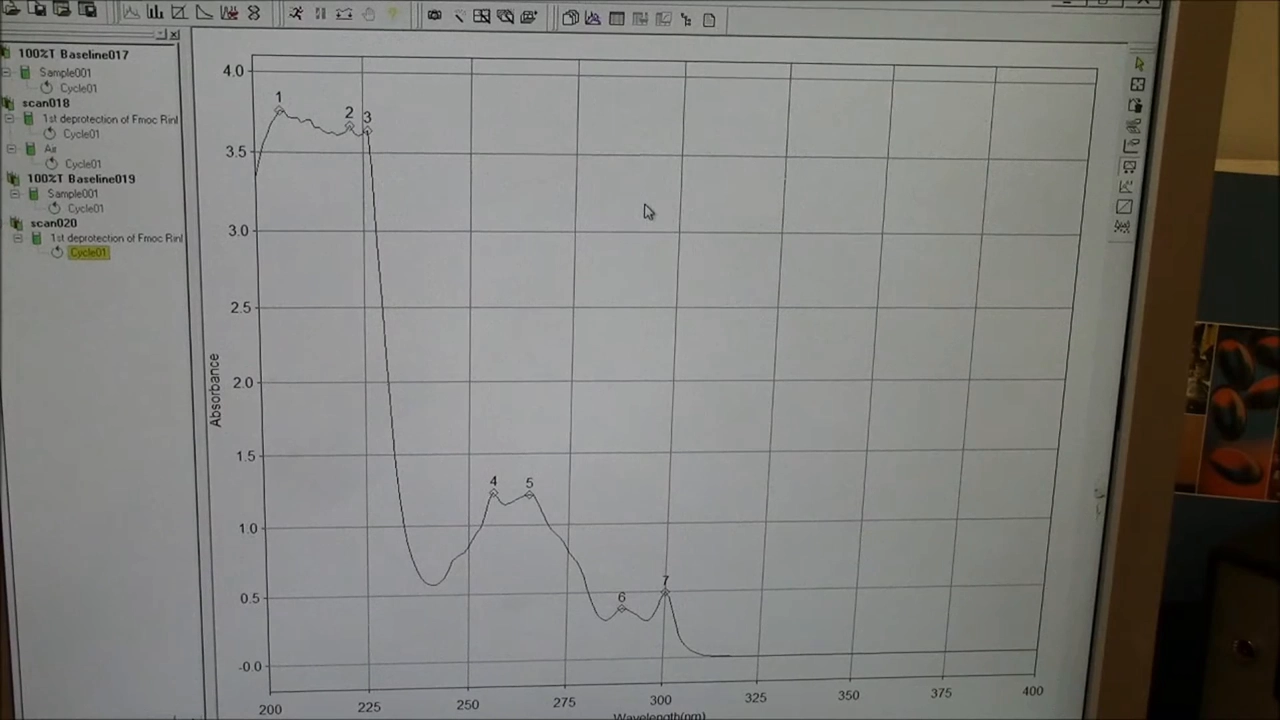 100%T Baseline017
Sample001
Cycle01
scan018
1st deprotection of Fmoc Rinl
Cycle01
Air
Cycle01
100%T Baseline019
Sample001
Cycle01
scan020
1st deprotection of Fmoc Rinl
Cycle01
4.0
3.5
3.0
2.5
2.0
1.5
1.0
0.5
-0.0
Absorbance
1
2
3
4
5
6
7
200
225
250
275
300
325
350
375
400
Wavelength(nm)